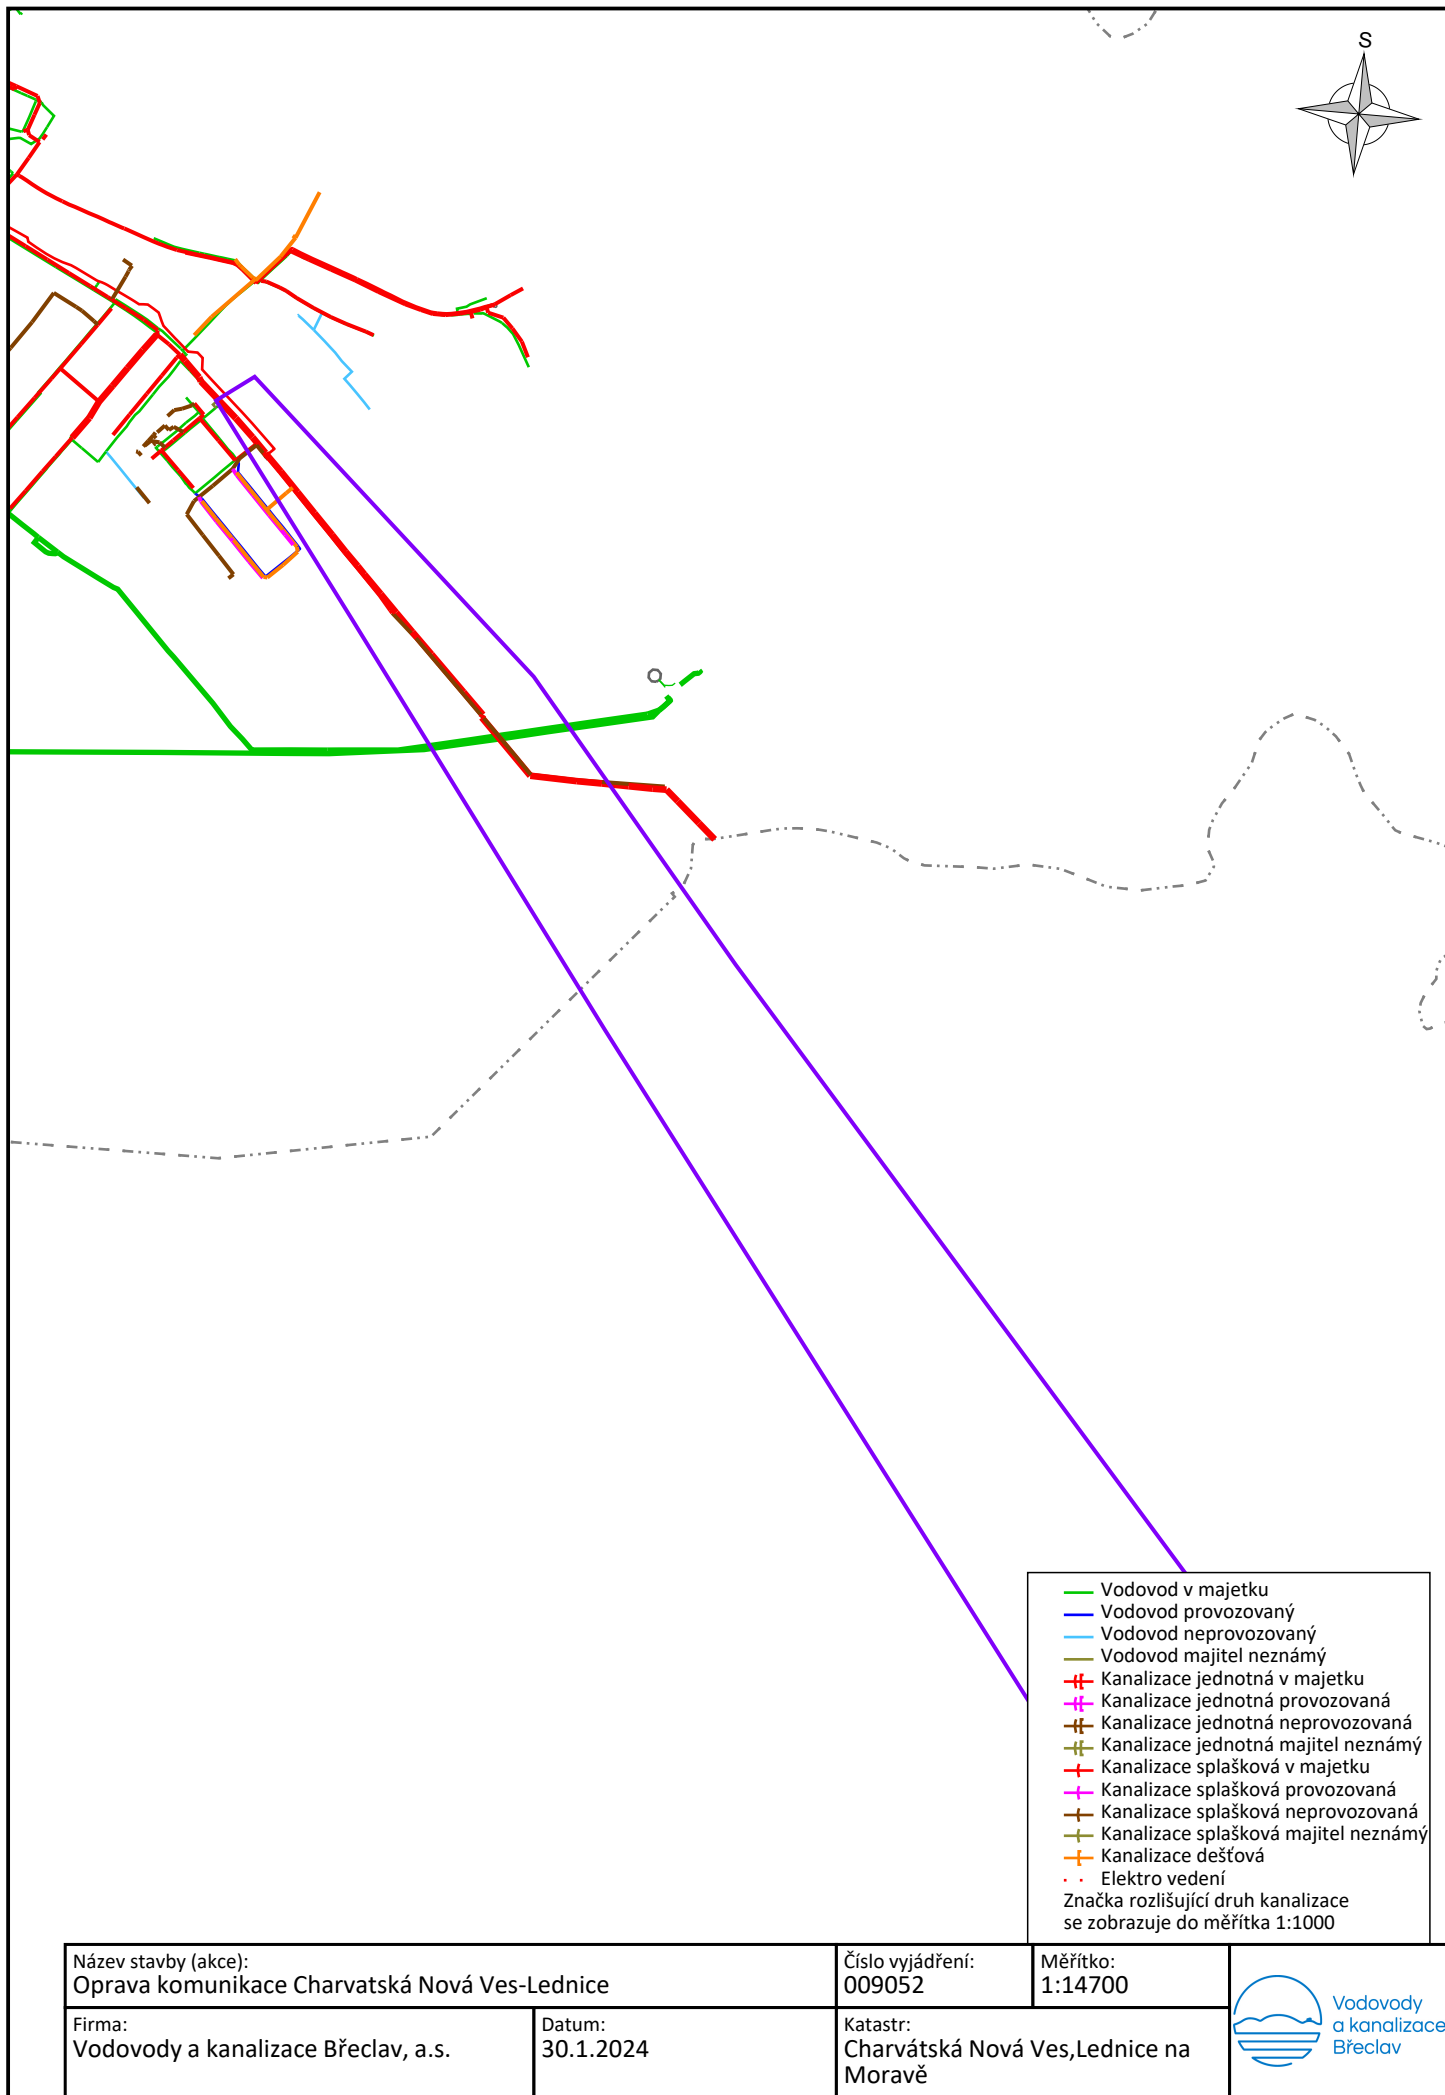 S
Vodovod v majetku
Vodovod provozovaný
Vodovod neprovozovaný
Vodovod majitel neznámý
Kanalizace jednotná v majetku
Kanalizace jednotná provozovaná
Kanalizace jednotná neprovozovaná
Kanalizace jednotná majitel neznámý
Kanalizace splašková v majetku
Kanalizace splašková provozovaná
Kanalizace splašková neprovozovaná
Kanalizace splašková majitel neznámý
Kanalizace dešťová
Elektro vedení
Značka rozlišující druh kanalizace
se zobrazuje do měřítka 1:1000
Název stavby (akce):
Oprava komunikace Charvatská Nová Ves-Lednice
Číslo vyjádření:
009052
Měřítko:
1:14700
Firma:
Vodovody a kanalizace Břeclav, a.s.
Datum:
30.1.2024
Katastr:
Charvátská Nová Ves,Lednice na
Moravě
Vodovody
a kanalizace
Břeclav